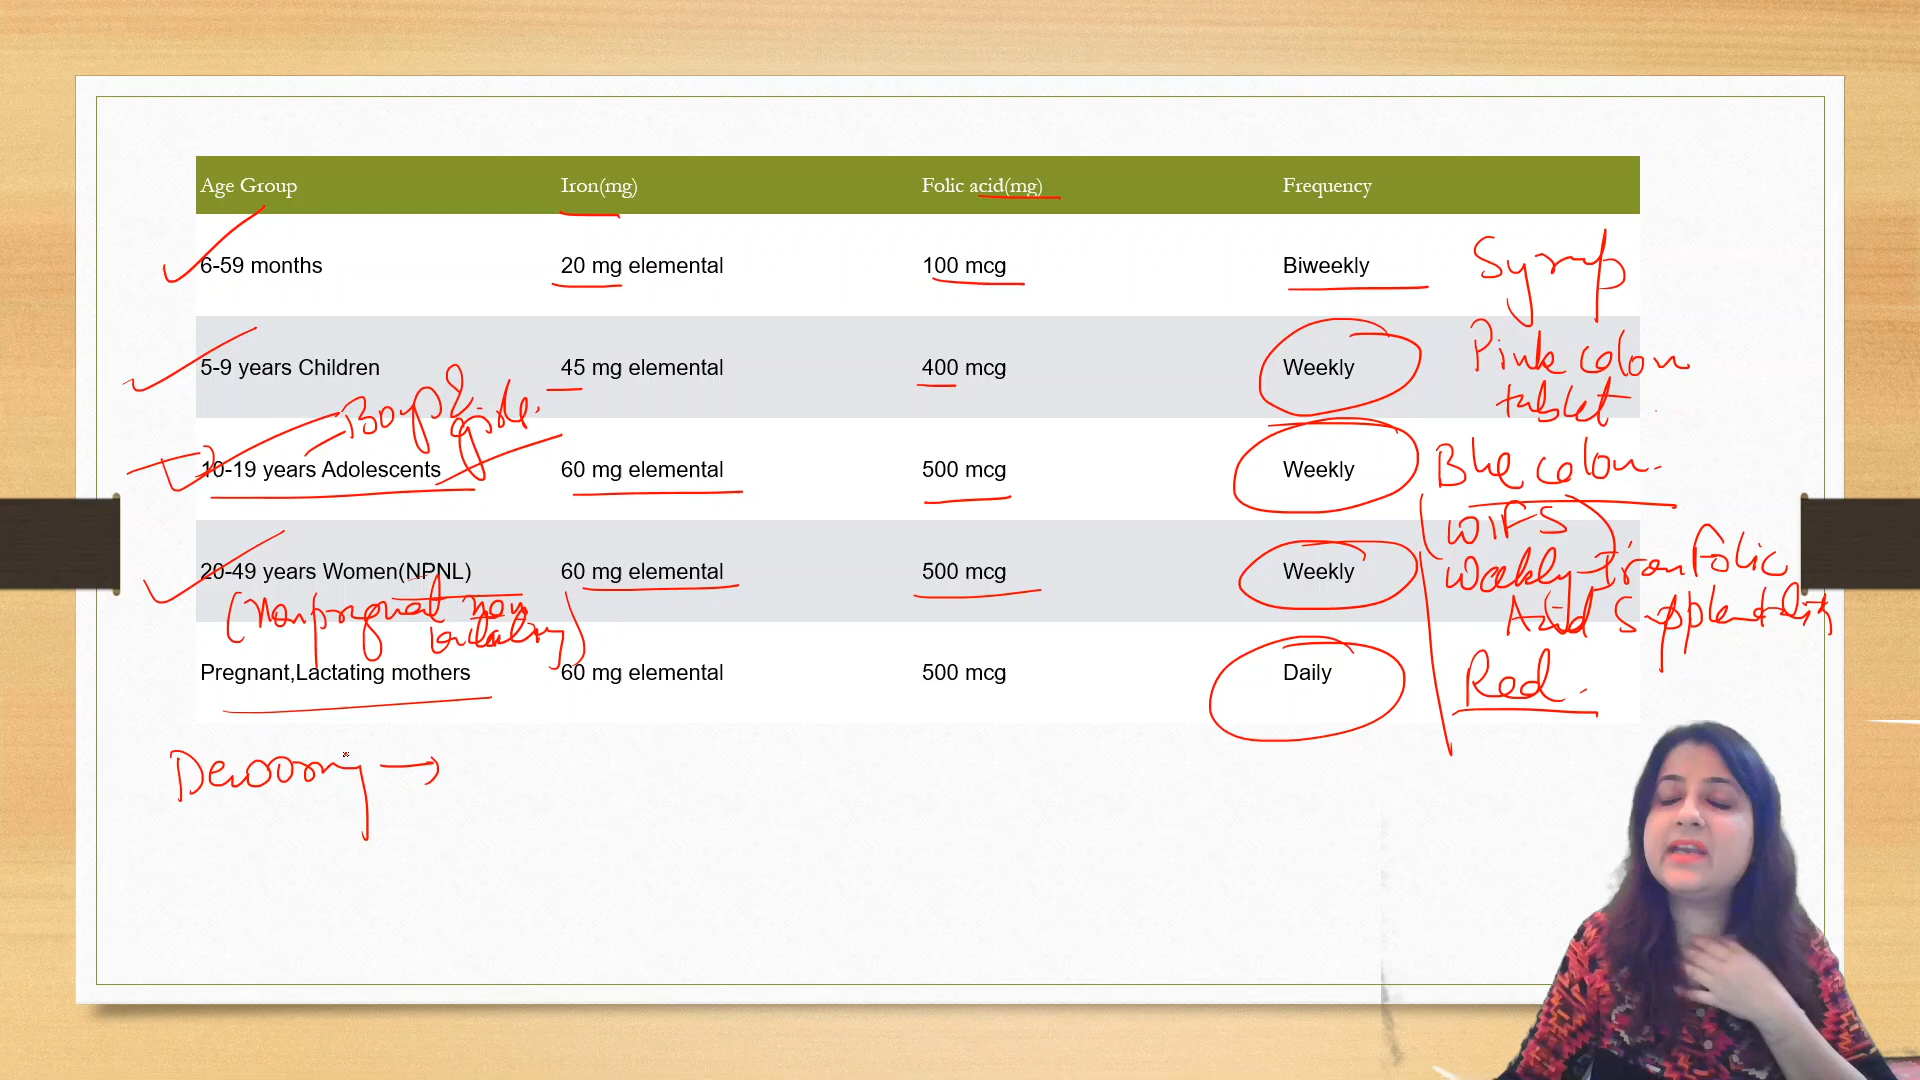 Age Group Iron(mg) Folic acid(mg) Frequency
6-59 months 20 mg elemental 100 mcg Biweekly Syrup
5-9 years Children 45 mg elemental 400 mcg Weekly Pink colour
tablet
Boys &
girls.
10-19 years Adolescents 60 mg elemental 500 mcg Weekly Blue colour.
(WIFS)
20-49 years Women(NPNL) 60 mg elemental 500 mcg Weekly Weekly Iron Folic
Acid Supplementation
(Non pregnant non
lactating)
Pregnant,Lactating mothers 60 mg elemental 500 mcg Daily Red.
Deworming →